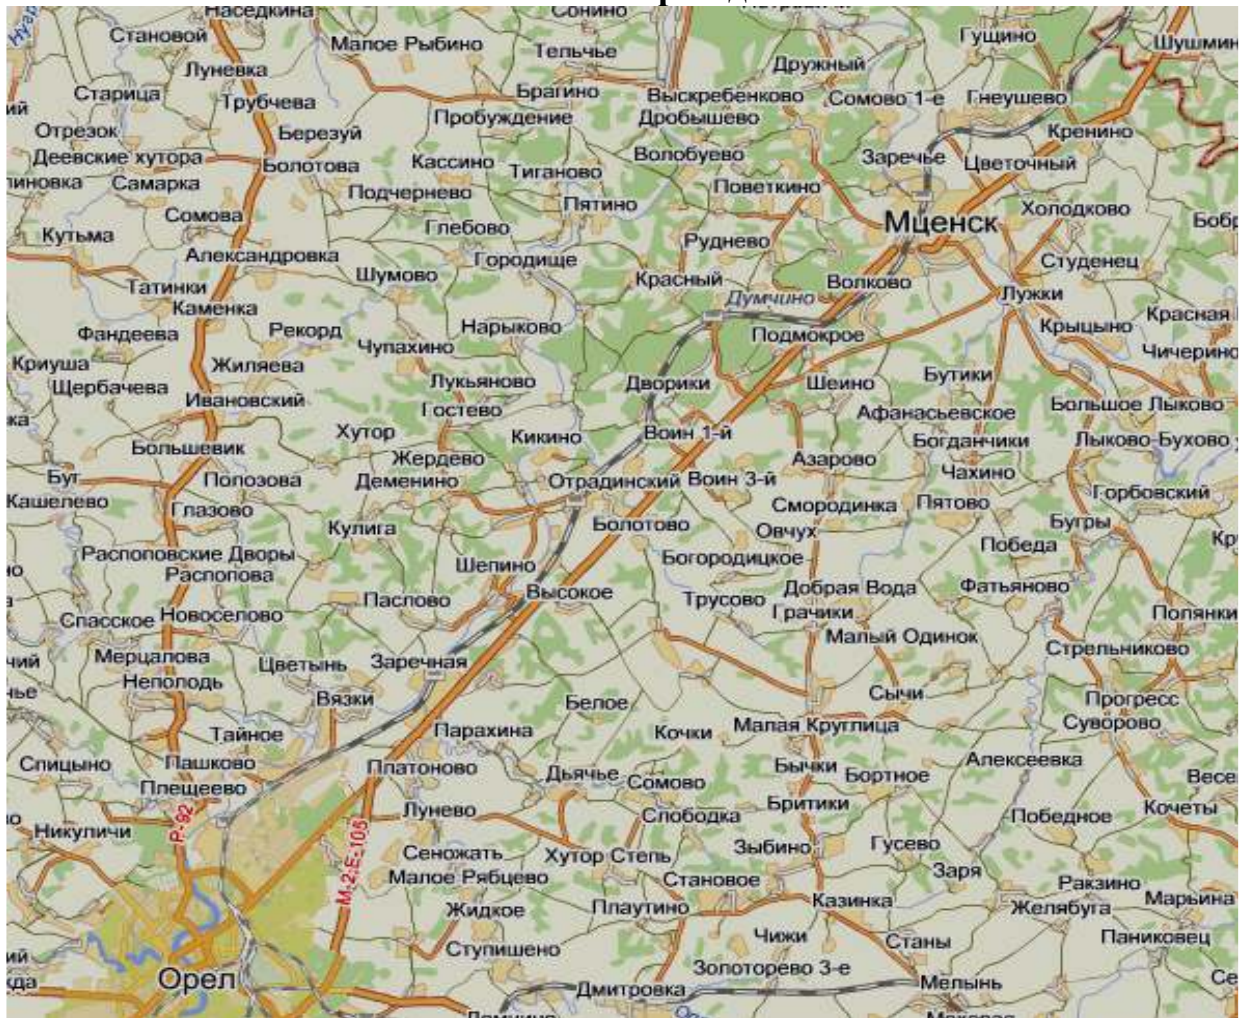 Наседкина
Сонино
Становой
Малое Рыбино
Тельчье
Гущино
Шушмин
Луневка
Дружный
Старица
Трубчева
Брагино
Выскребенково
Сомово 1-е
Гнеушево
Пробуждение
Дробышево
Отрезок
Березуй
Кренино
Деевские хутора
Болотова
Кассино
Тиганово
Волобуево
Заречье
Цветочный
Самарка
Подчернево
Поветкино
Пятино
Сомова
Глебово
Мценск
Холодково
Кутьма
Александровка
Городище
Руднево
Студенец
Татинки
Шумово
Красный
Волково
Лужки
Каменка
Думчино
Фандеева
Рекорд
Нарыково
Подмокрое
Крыцыно
Красная
Чупахино
Чичерино
Криуша
Жиляева
Щербачева
Лукьяново
Дворики
Шеино
Бутики
Ивановский
Гостево
Афанасьевское
Большое Лыково
Большевик
Хутор
Кикино
Воин 1-й
Богданчики
Лыково-Бухово
Жердево
Азарово
Чахино
Буг
Полозова
Деменино
Отрадинский
Воин 3-й
Горбовский
Кашелево
Глазово
Смородинка
Пятово
Кулига
Болотово
Овчух
Бугры
Распоповские Дворы
Победа
Распопова
Шепино
Богородицкое
Паслово
Высокое
Трусово
Добрая Вода
Фатьяново
Спасское
Новоселово
Грачики
Полянки
Малый Одинок
Мерцалова
Цветынь
Заречная
Стрельниково
Неполодь
Вязки
Белое
Сычи
Прогресс
Тайное
Парахина
Кочки
Малая Круглица
Суворово
Спицыно
Пашково
Платоново
Дьячье
Сомово
Бычки
Бортное
Алексеевка
Плещеево
Лунево
Слободка
Бритики
Победное
Кочеты
Никуличи
Р-92
М-2;Е-105
Сеножать
Хутор Степь
Зыбино
Гусево
Малое Рябцево
Становое
Заря
Ракзино
Жидкое
Плаутино
Казинка
Желябуга
Марьина
Ступишено
Чижи
Станы
Паниковец
Орел
Золоторево 3-е
Дмитровка
Мелынь